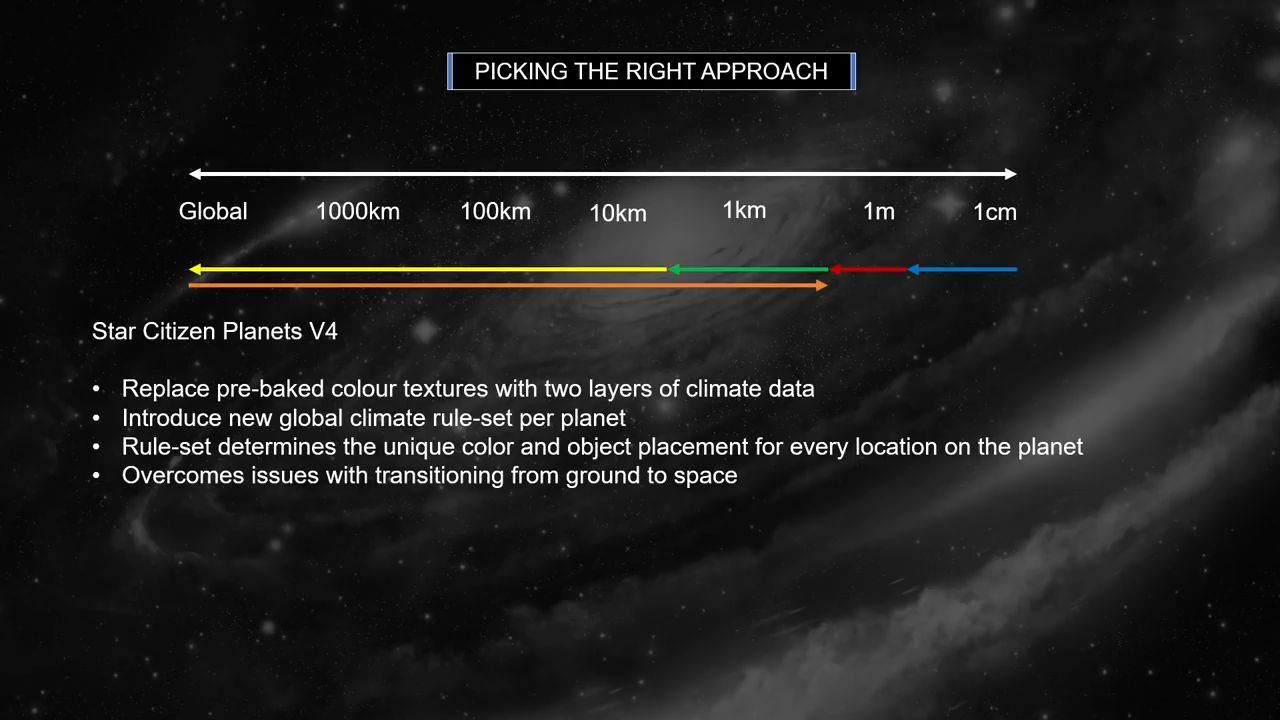 PICKING THE RIGHT APPROACH
Global 1000km 100km 10km 1km 1m 1cm
Star Citizen Planets V4
• Replace pre-baked colour textures with two layers of climate data
• Introduce new global climate rule-set per planet
• Rule-set determines the unique color and object placement for every location on the planet
• Overcomes issues with transitioning from ground to space